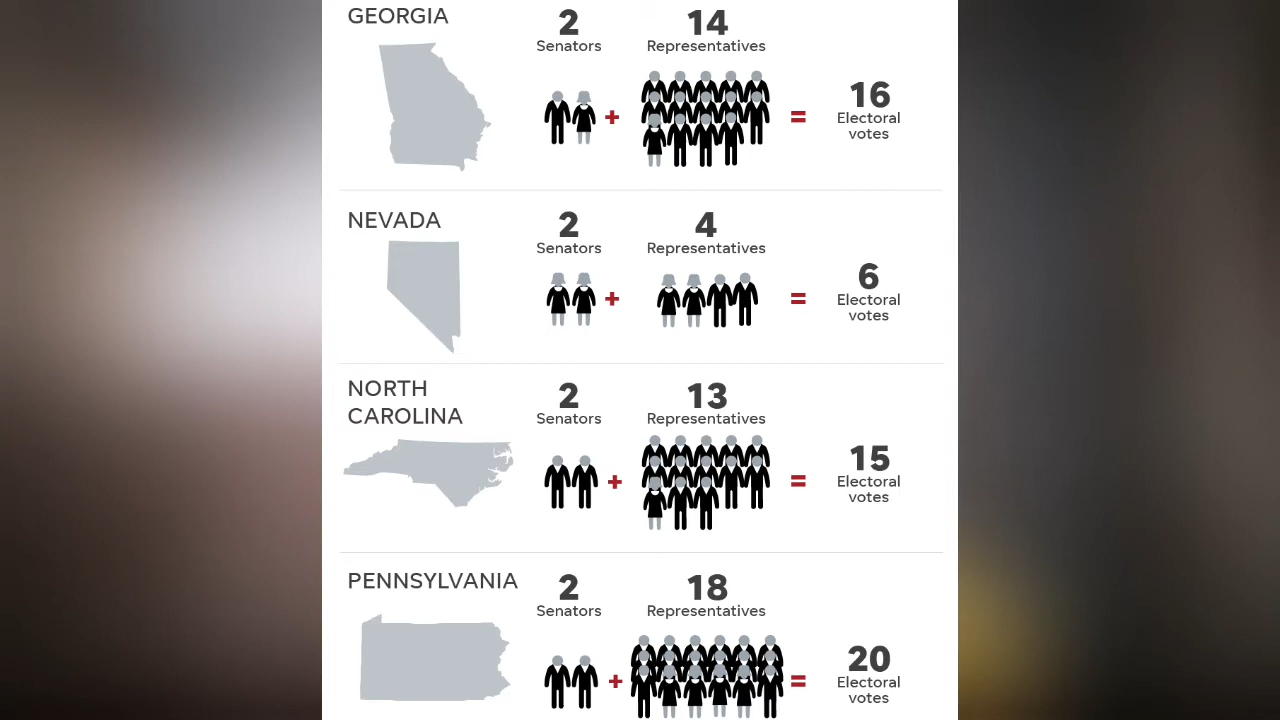 GEORGIA
2
Senators
14
Representatives
+
=
16
Electoral
votes
NEVADA
2
Senators
4
Representatives
+
=
6
Electoral
votes
NORTH
CAROLINA
2
Senators
13
Representatives
+
=
15
Electoral
votes
PENNSYLVANIA
2
Senators
18
Representatives
+
=
20
Electoral
votes